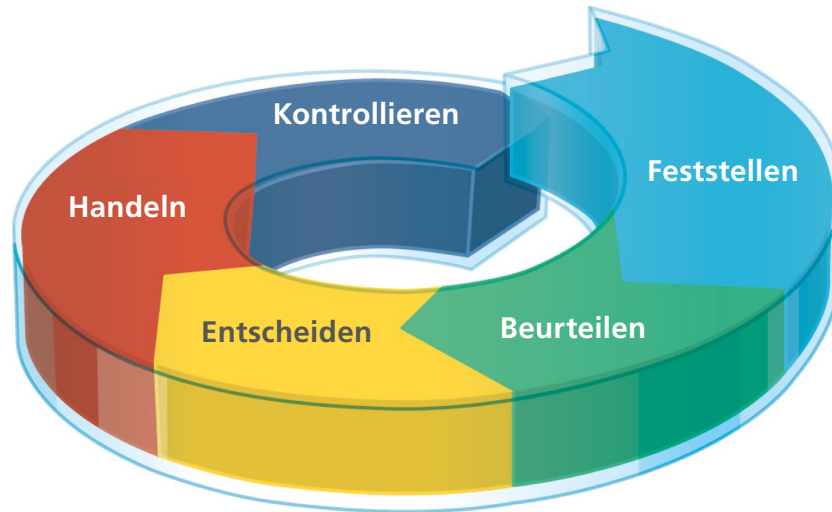 Kontrollieren
Feststellen
Handeln
Entscheiden
Beurteilen